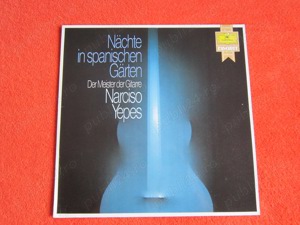 Nächte
in spanischen
Gärten
Der Meister der Gitarre
Narciso
Yepes